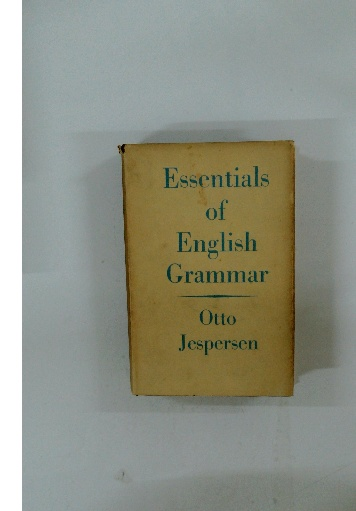 Essentials
of
English
Grammar
Otto
Jespersen